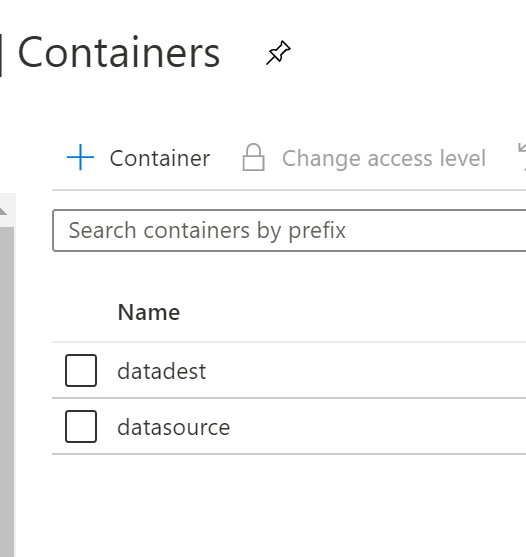 Containers
Container Change access level
Search containers by prefix
Name
datadest
datasource